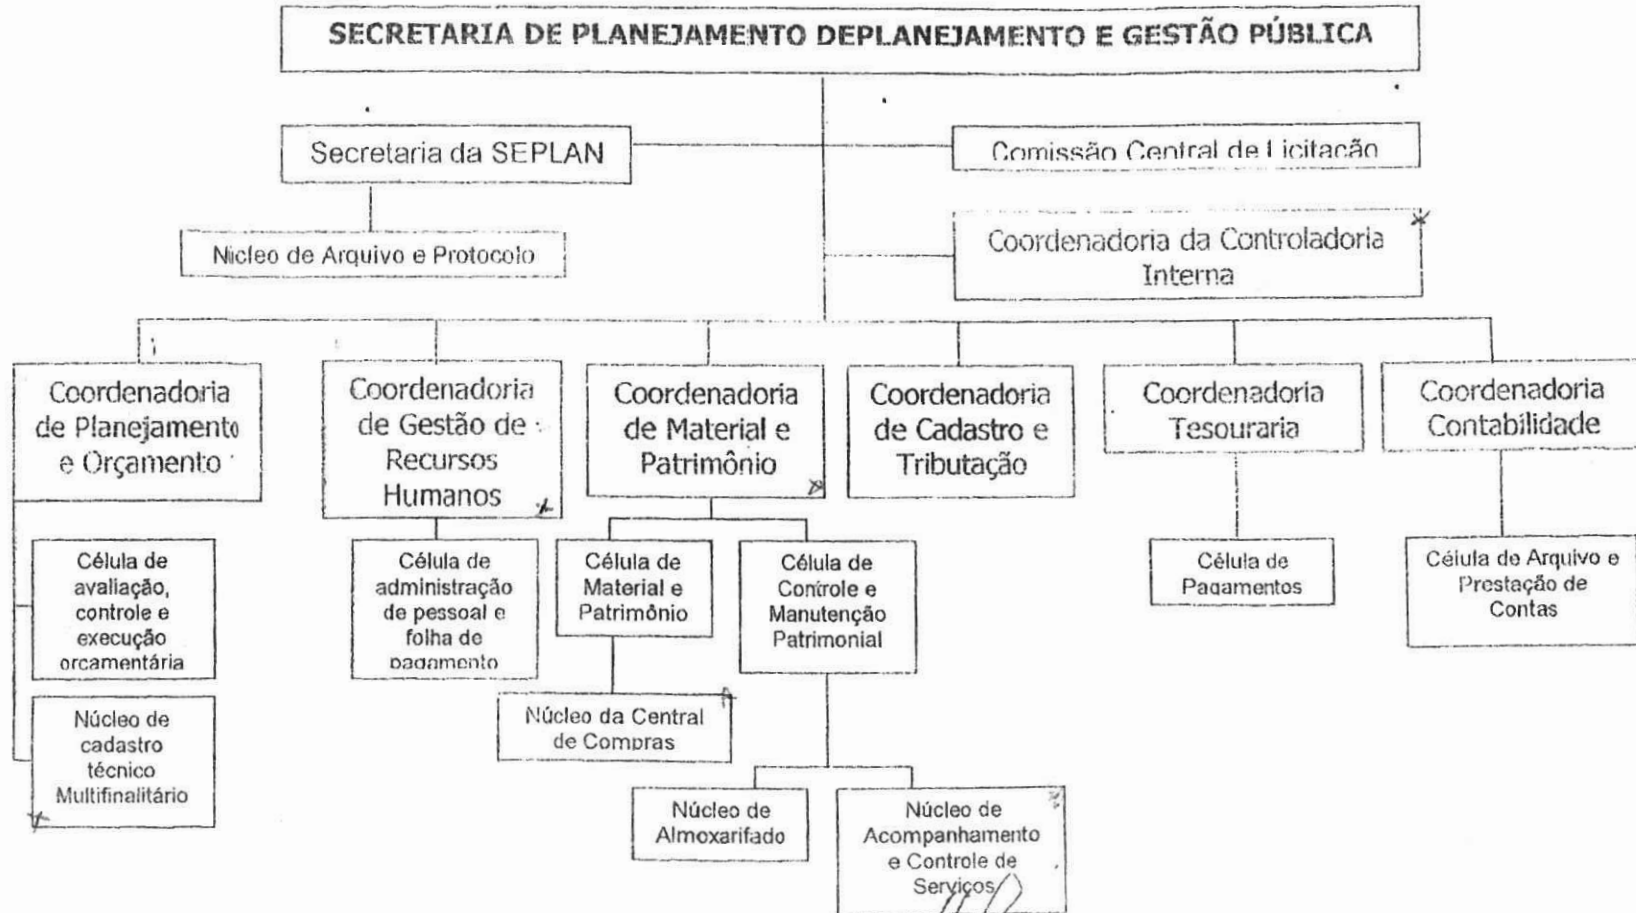 SECRETARIA DE PLANEJAMENTO DEPLANEJAMENTO E GESTÃO PÚBLICA
Secretaria da SEPLAN
Comissão Central de Licitação
Núcleo de Arquivo e Protocolo
Coordenadoria da Controladoria
Interna
Coordenadoria
de Planejamento
e Orçamento
Coordenadoria
de Gestão de
Recursos
Humanos
Coordenadoria
de Material e
Patrimônio
Coordenadoria
de Cadastro e
Tributação
Coordenadoria
Tesouraria
Coordenadoria
Contabilidade
Célula de
avaliação,
controle e
execução
orçamentária
Célula de
administração
de pessoal e
folha de
pagamento
Célula de
Material e
Patrimônio
Célula de
Controle e
Manutenção
Patrimonial
Célula de
Pagamentos
Célula de Arquivo e
Prestação de
Contas
Núcleo de
cadastro
técnico
Multifinalitário
Núcleo da Central
de Compras
Núcleo de
Almoxarifado
Núcleo de
Acompanhamento
e Controle de
Serviços